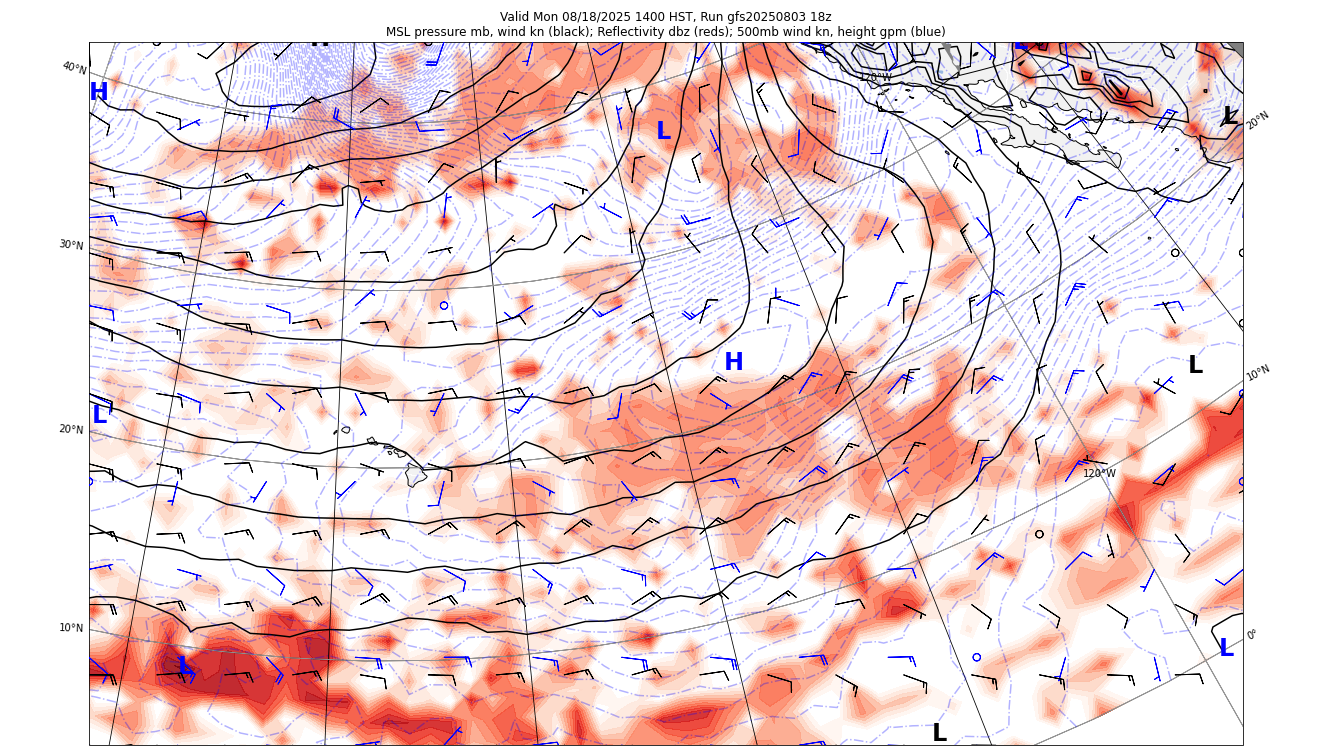 Valid Mon 08/18/2025 1400 HST, Run gfs20250803 18z
MSL pressure mb, wind kn (black); Reflectivity dbz (reds); 500mb wind kn, height gpm (blue)
H
L
40°N
120°W
H
L
L
20°N
30°N
H
L
10°N
L
20°N
120°W
10°N
0°
L
L
L